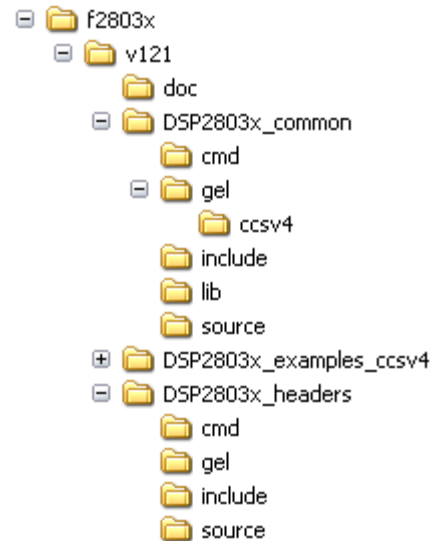 f2803x
v121
doc
DSP2803x_common
cmd
gel
ccsv4
include
lib
source
DSP2803x_examples_ccsv4
DSP2803x_headers
cmd
gel
include
source